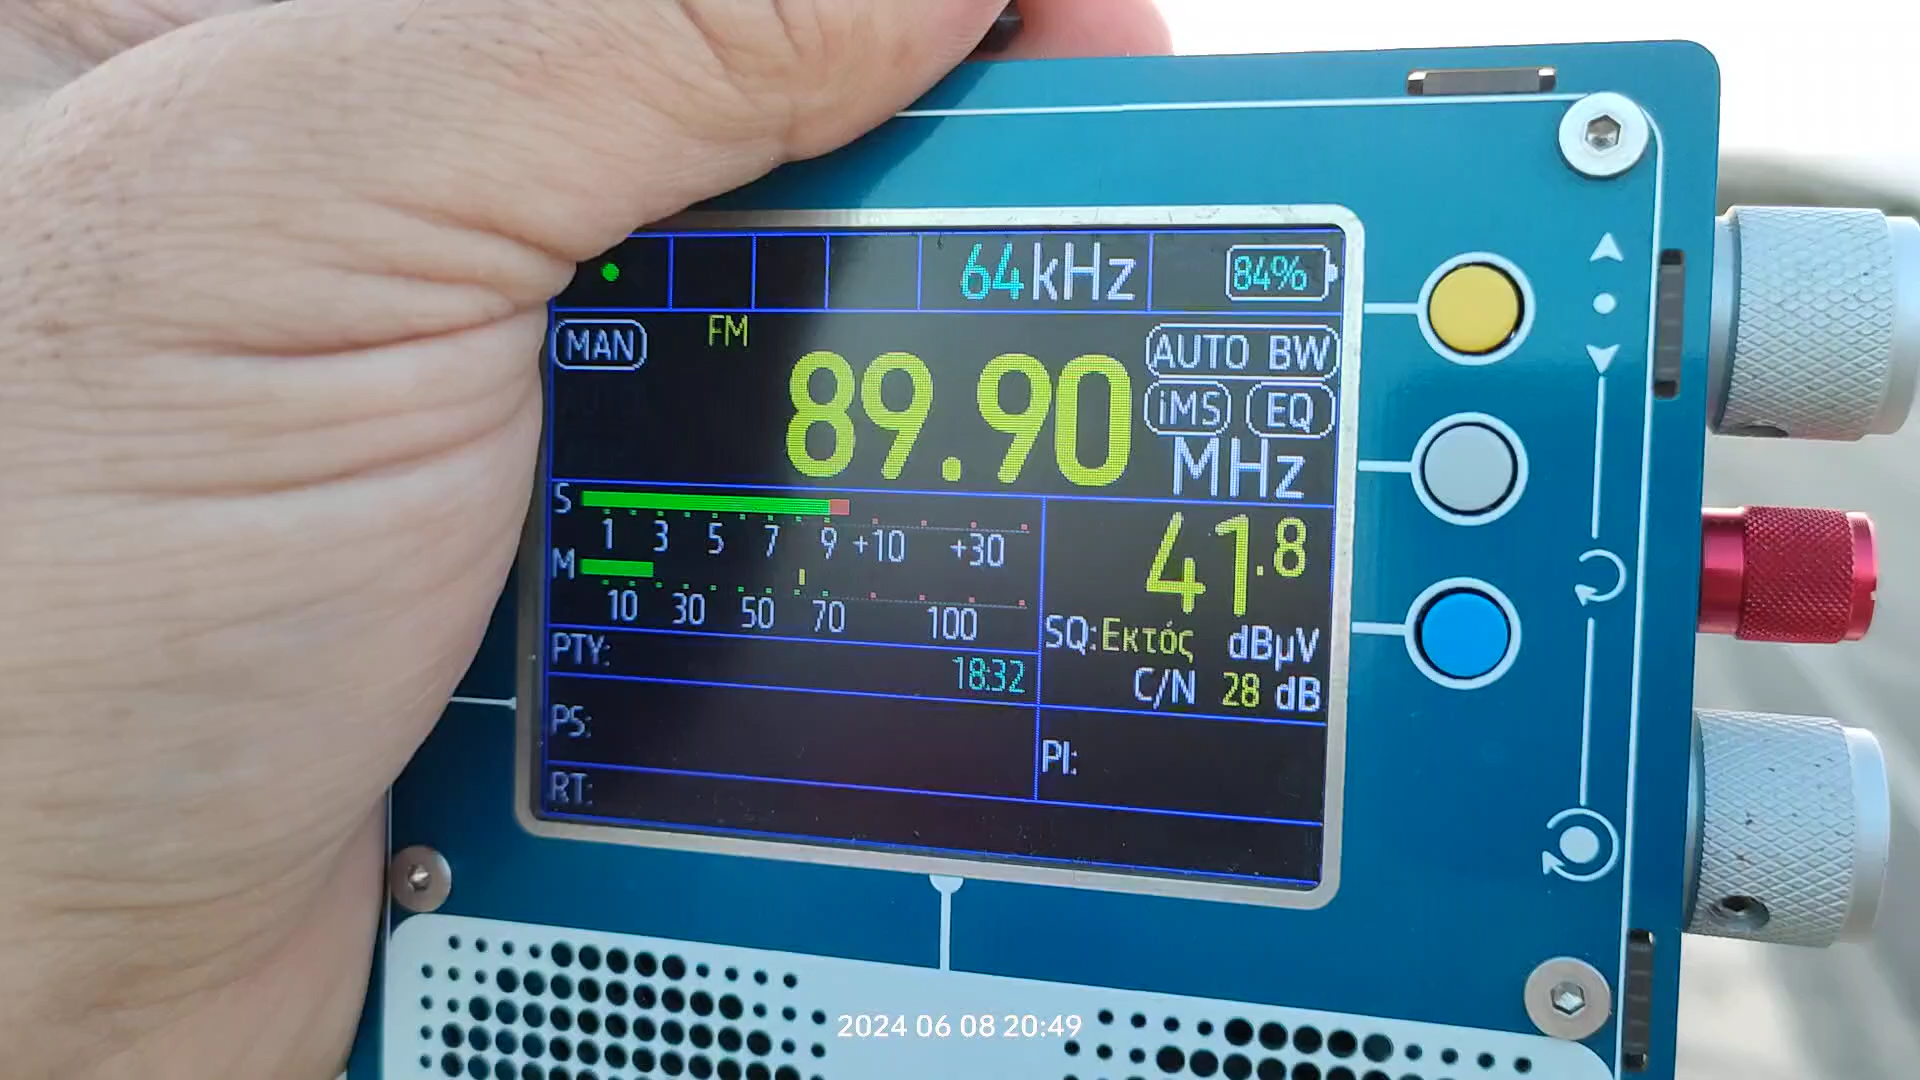 64 kHz 84%
MAN FM AUTO BW
89.90 iMS EQ
MHz
S
1 3 5 7 9 +10 +30
41.8
M
10 30 50 70 100
SQ: Εκτός dBμV
PTY: 18:32
C/N 28 dB
PS:
PI:
RT:
2024 06 08 20:49